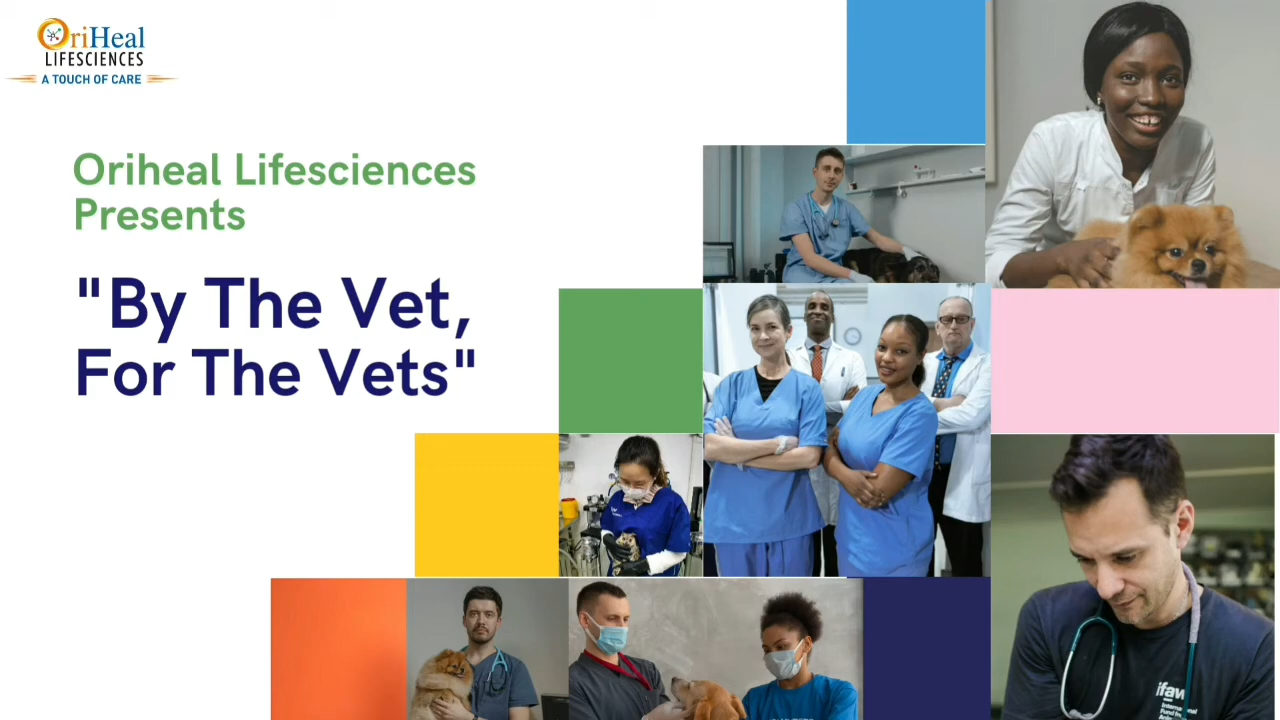 OriHeal
LIFESCIENCES
A TOUCH OF CARE
Oriheal Lifesciences
Presents
"By The Vet,
For The Vets"
ifaw